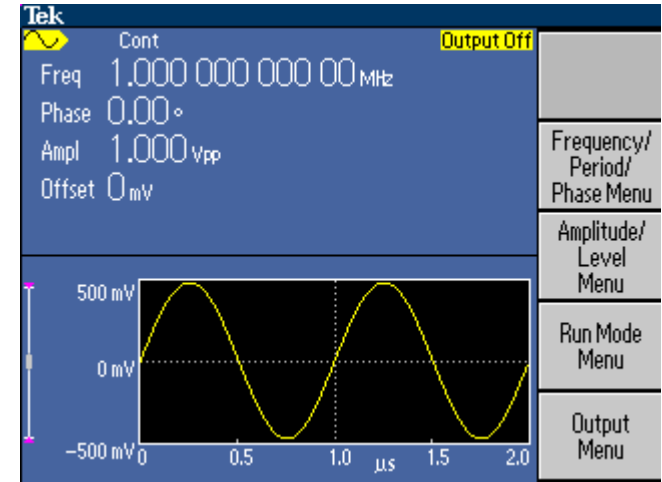 Tek
Cont Output Off
Freq 1.000 000 000 00 MHz
Phase 0.00 °
Ampl 1.000 Vpp
Offset 0 mV
Frequency/
Period/
Phase Menu
Amplitude/
Level
Menu
Run Mode
Menu
Output
Menu
500 mV
0 mV
−500 mV
0 0.5 1.0 µs 1.5 2.0